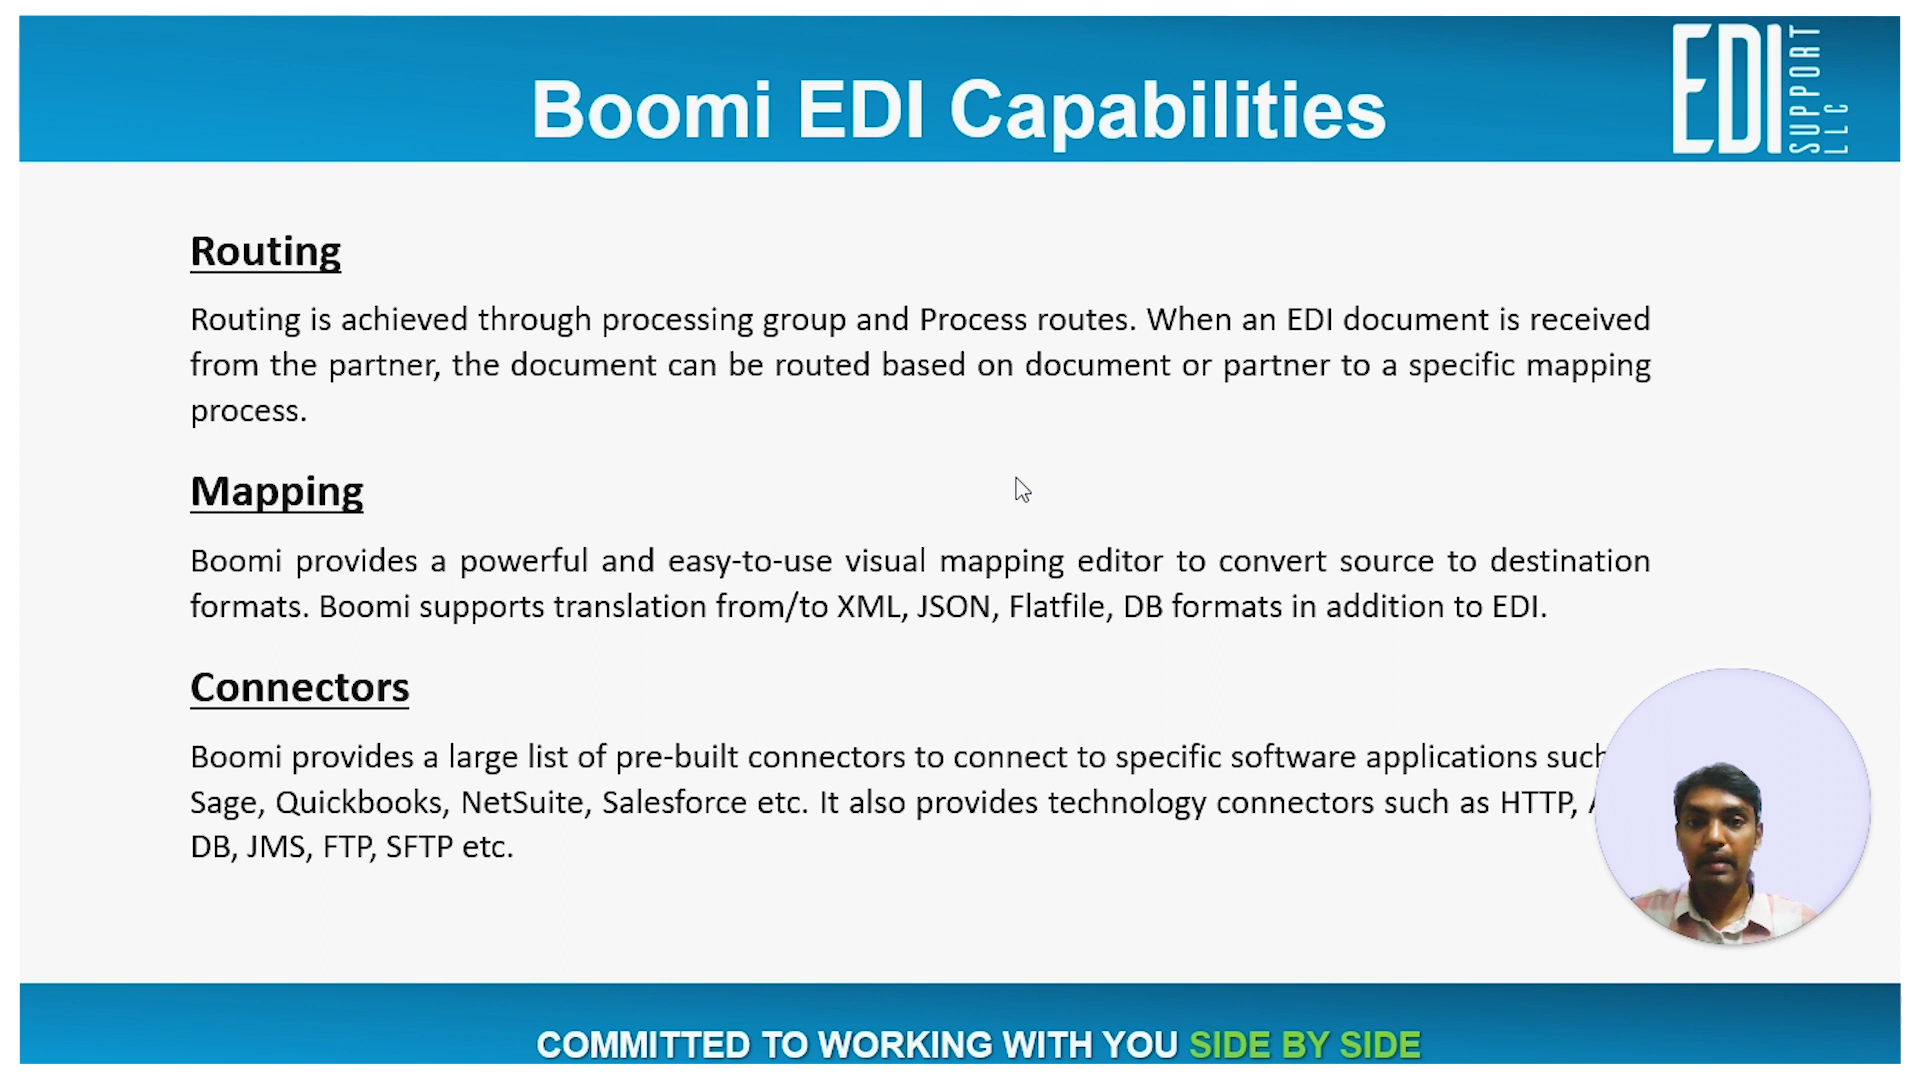 Boomi EDI Capabilities
EDI
SUPPORT
LLC
Routing
Routing is achieved through processing group and Process routes. When an EDI document is received
from the partner, the document can be routed based on document or partner to a specific mapping
process.
Mapping
Boomi provides a powerful and easy-to-use visual mapping editor to convert source to destination
formats. Boomi supports translation from/to XML, JSON, Flatfile, DB formats in addition to EDI.
Connectors
Boomi provides a large list of pre-built connectors to connect to specific software applications such
Sage, Quickbooks, NetSuite, Salesforce etc. It also provides technology connectors such as HTTP,
DB, JMS, FTP, SFTP etc.
COMMITTED TO WORKING WITH YOU SIDE BY SIDE